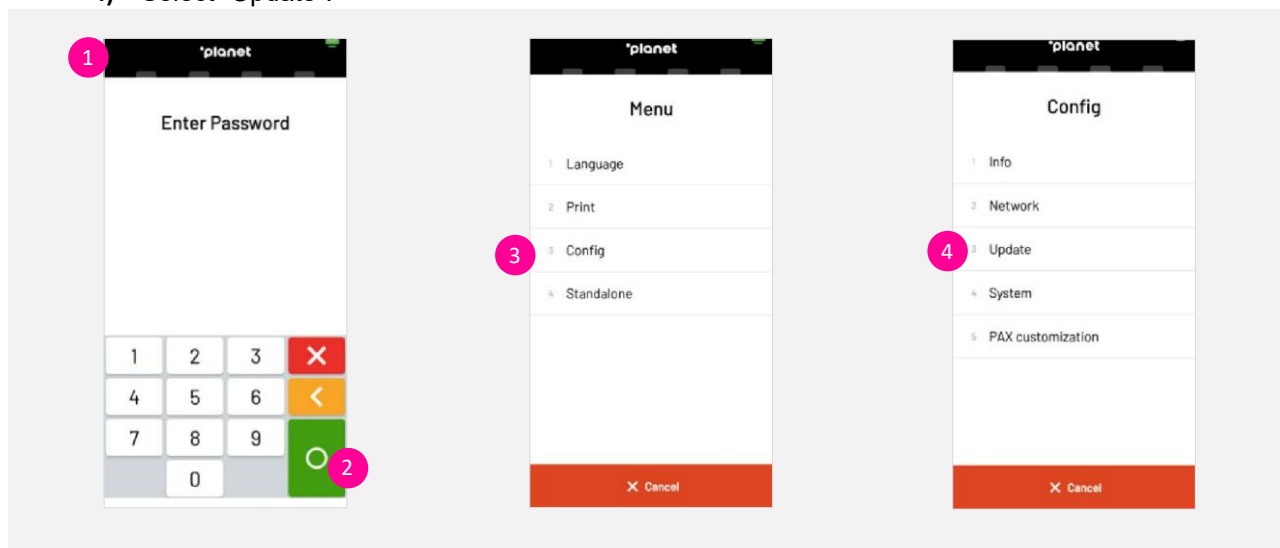 1
'planet
Enter Password
1 2 3
4 5 6
7 8 9
0
2
'planet
Menu
1 Language
2 Print
3 3 Config
4 Standalone
X Cancel
'planet
Config
1 Info
2 Network
4 3 Update
4 System
5 PAX customization
X Cancel